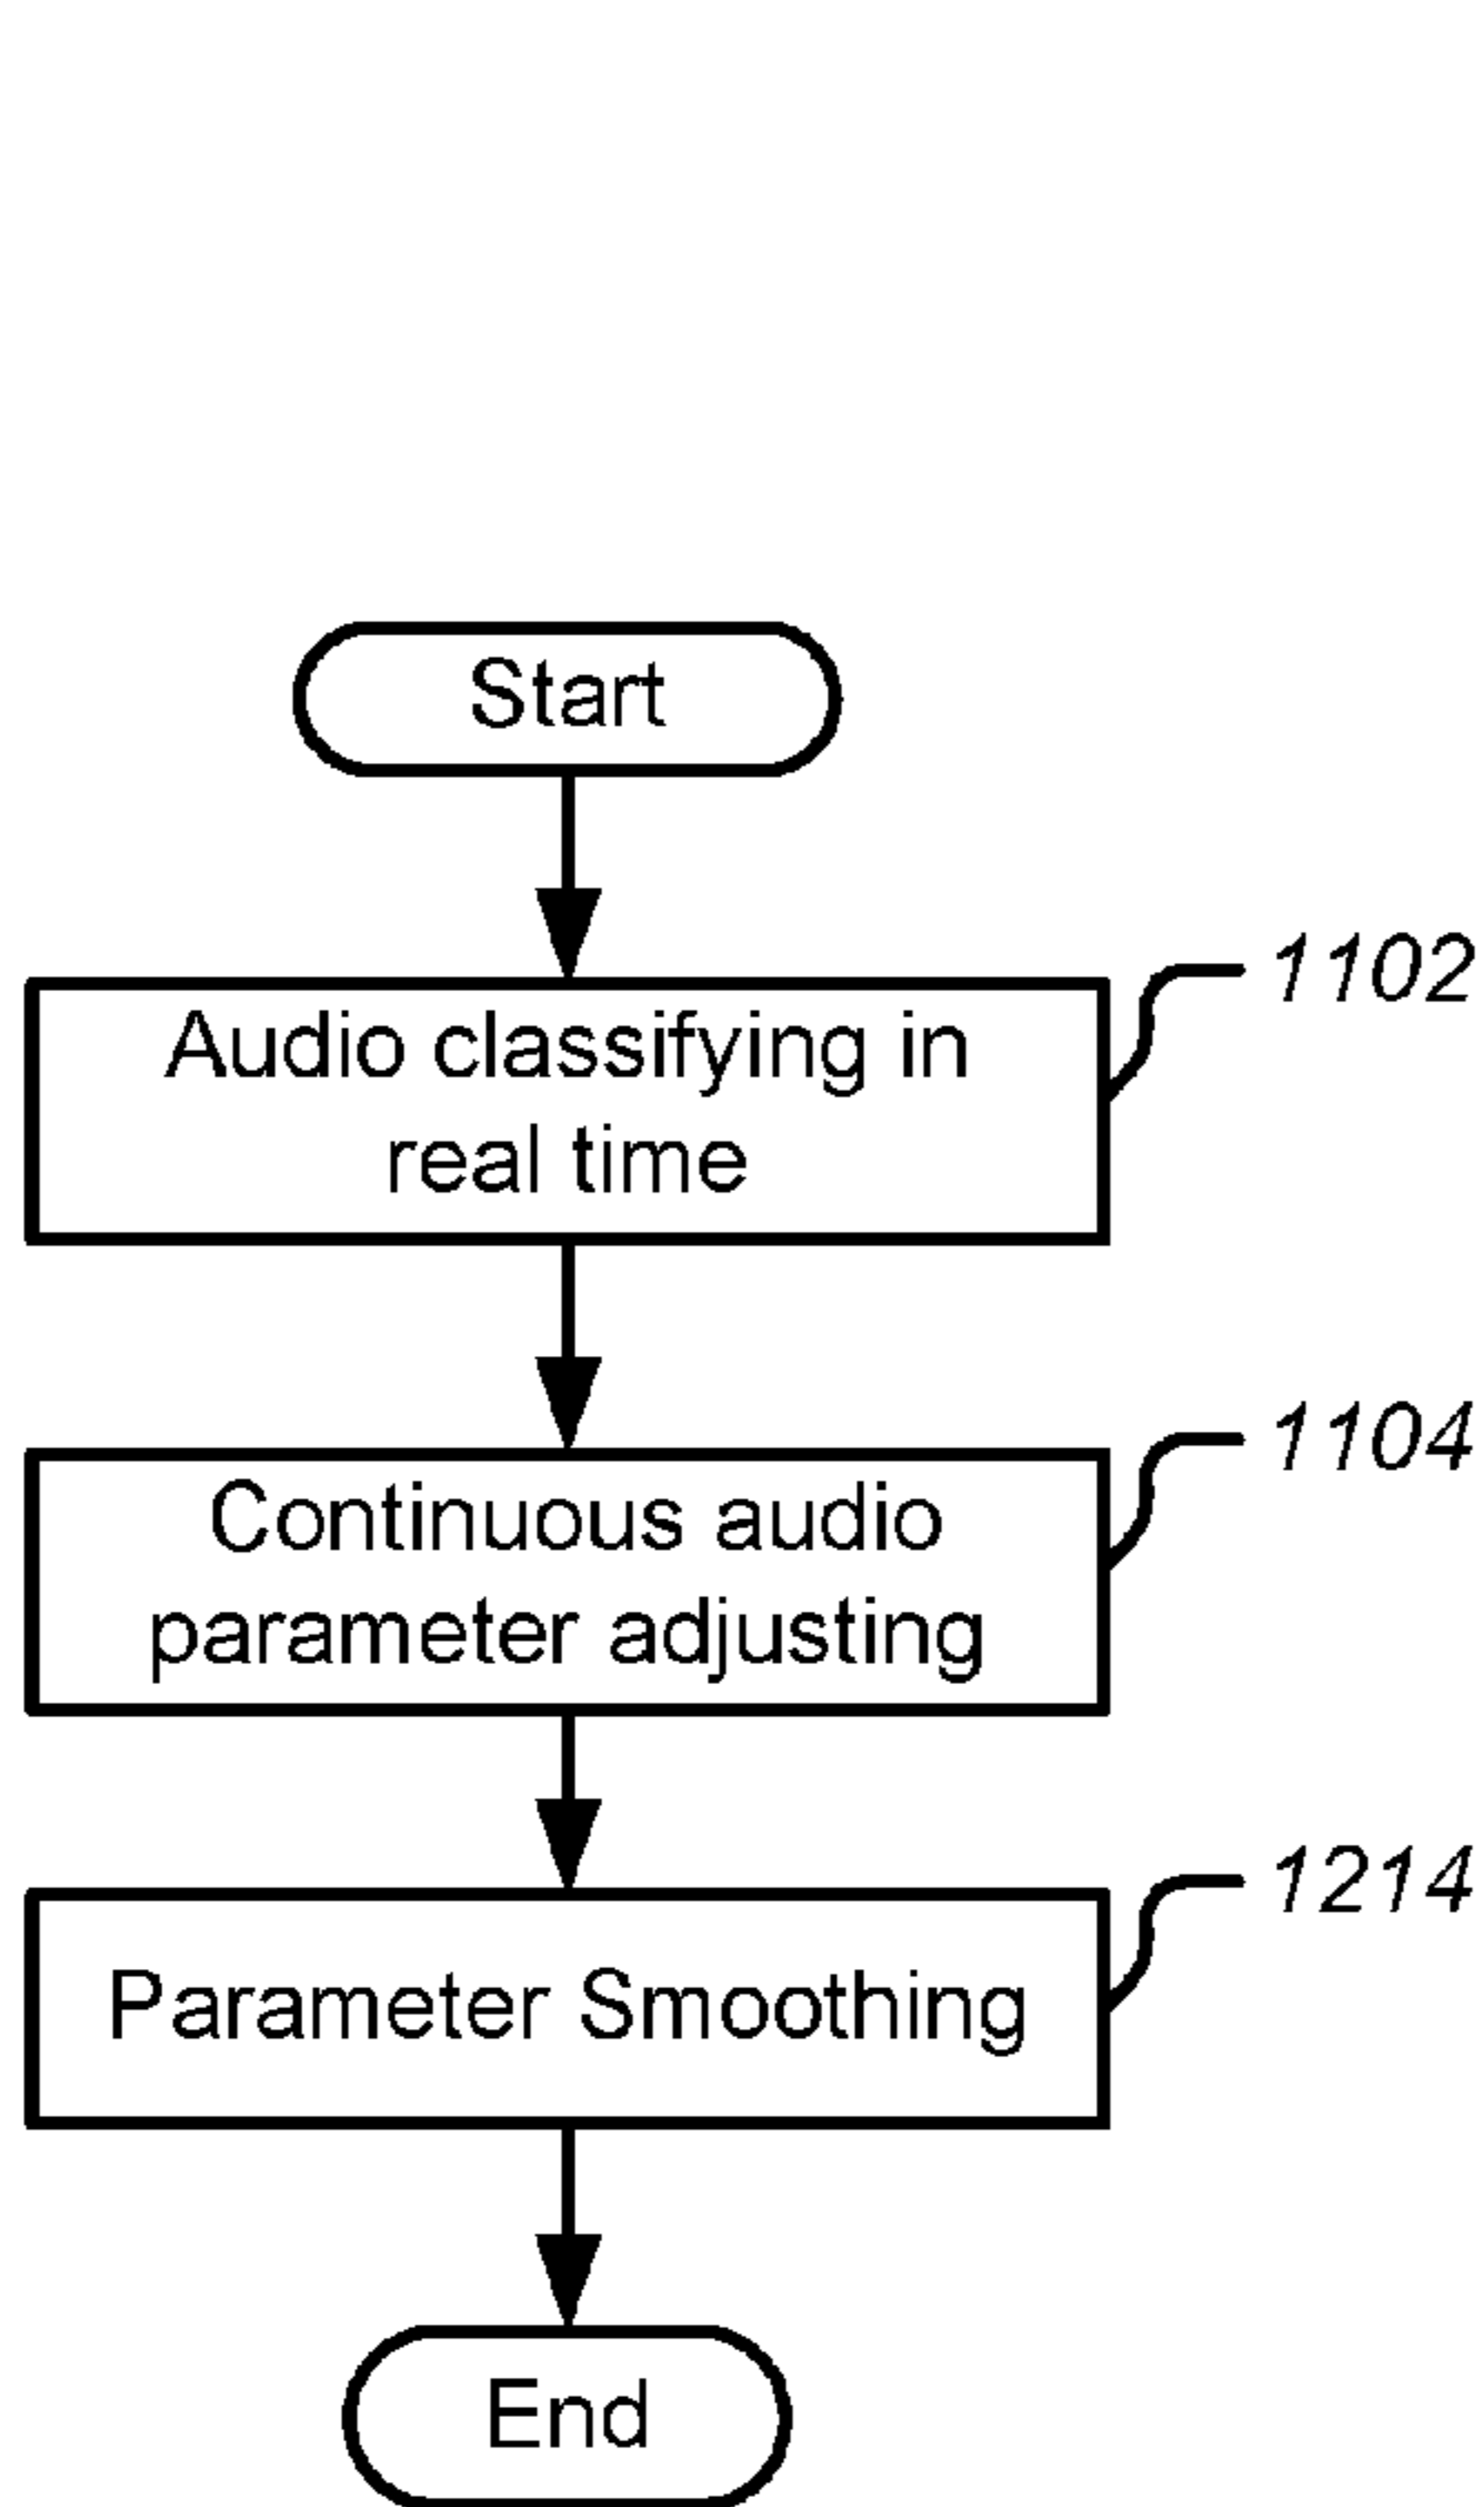 Start
1102
Audio classifying in
real time
1104
Continuous audio
parameter adjusting
1214
Parameter Smoothing
End